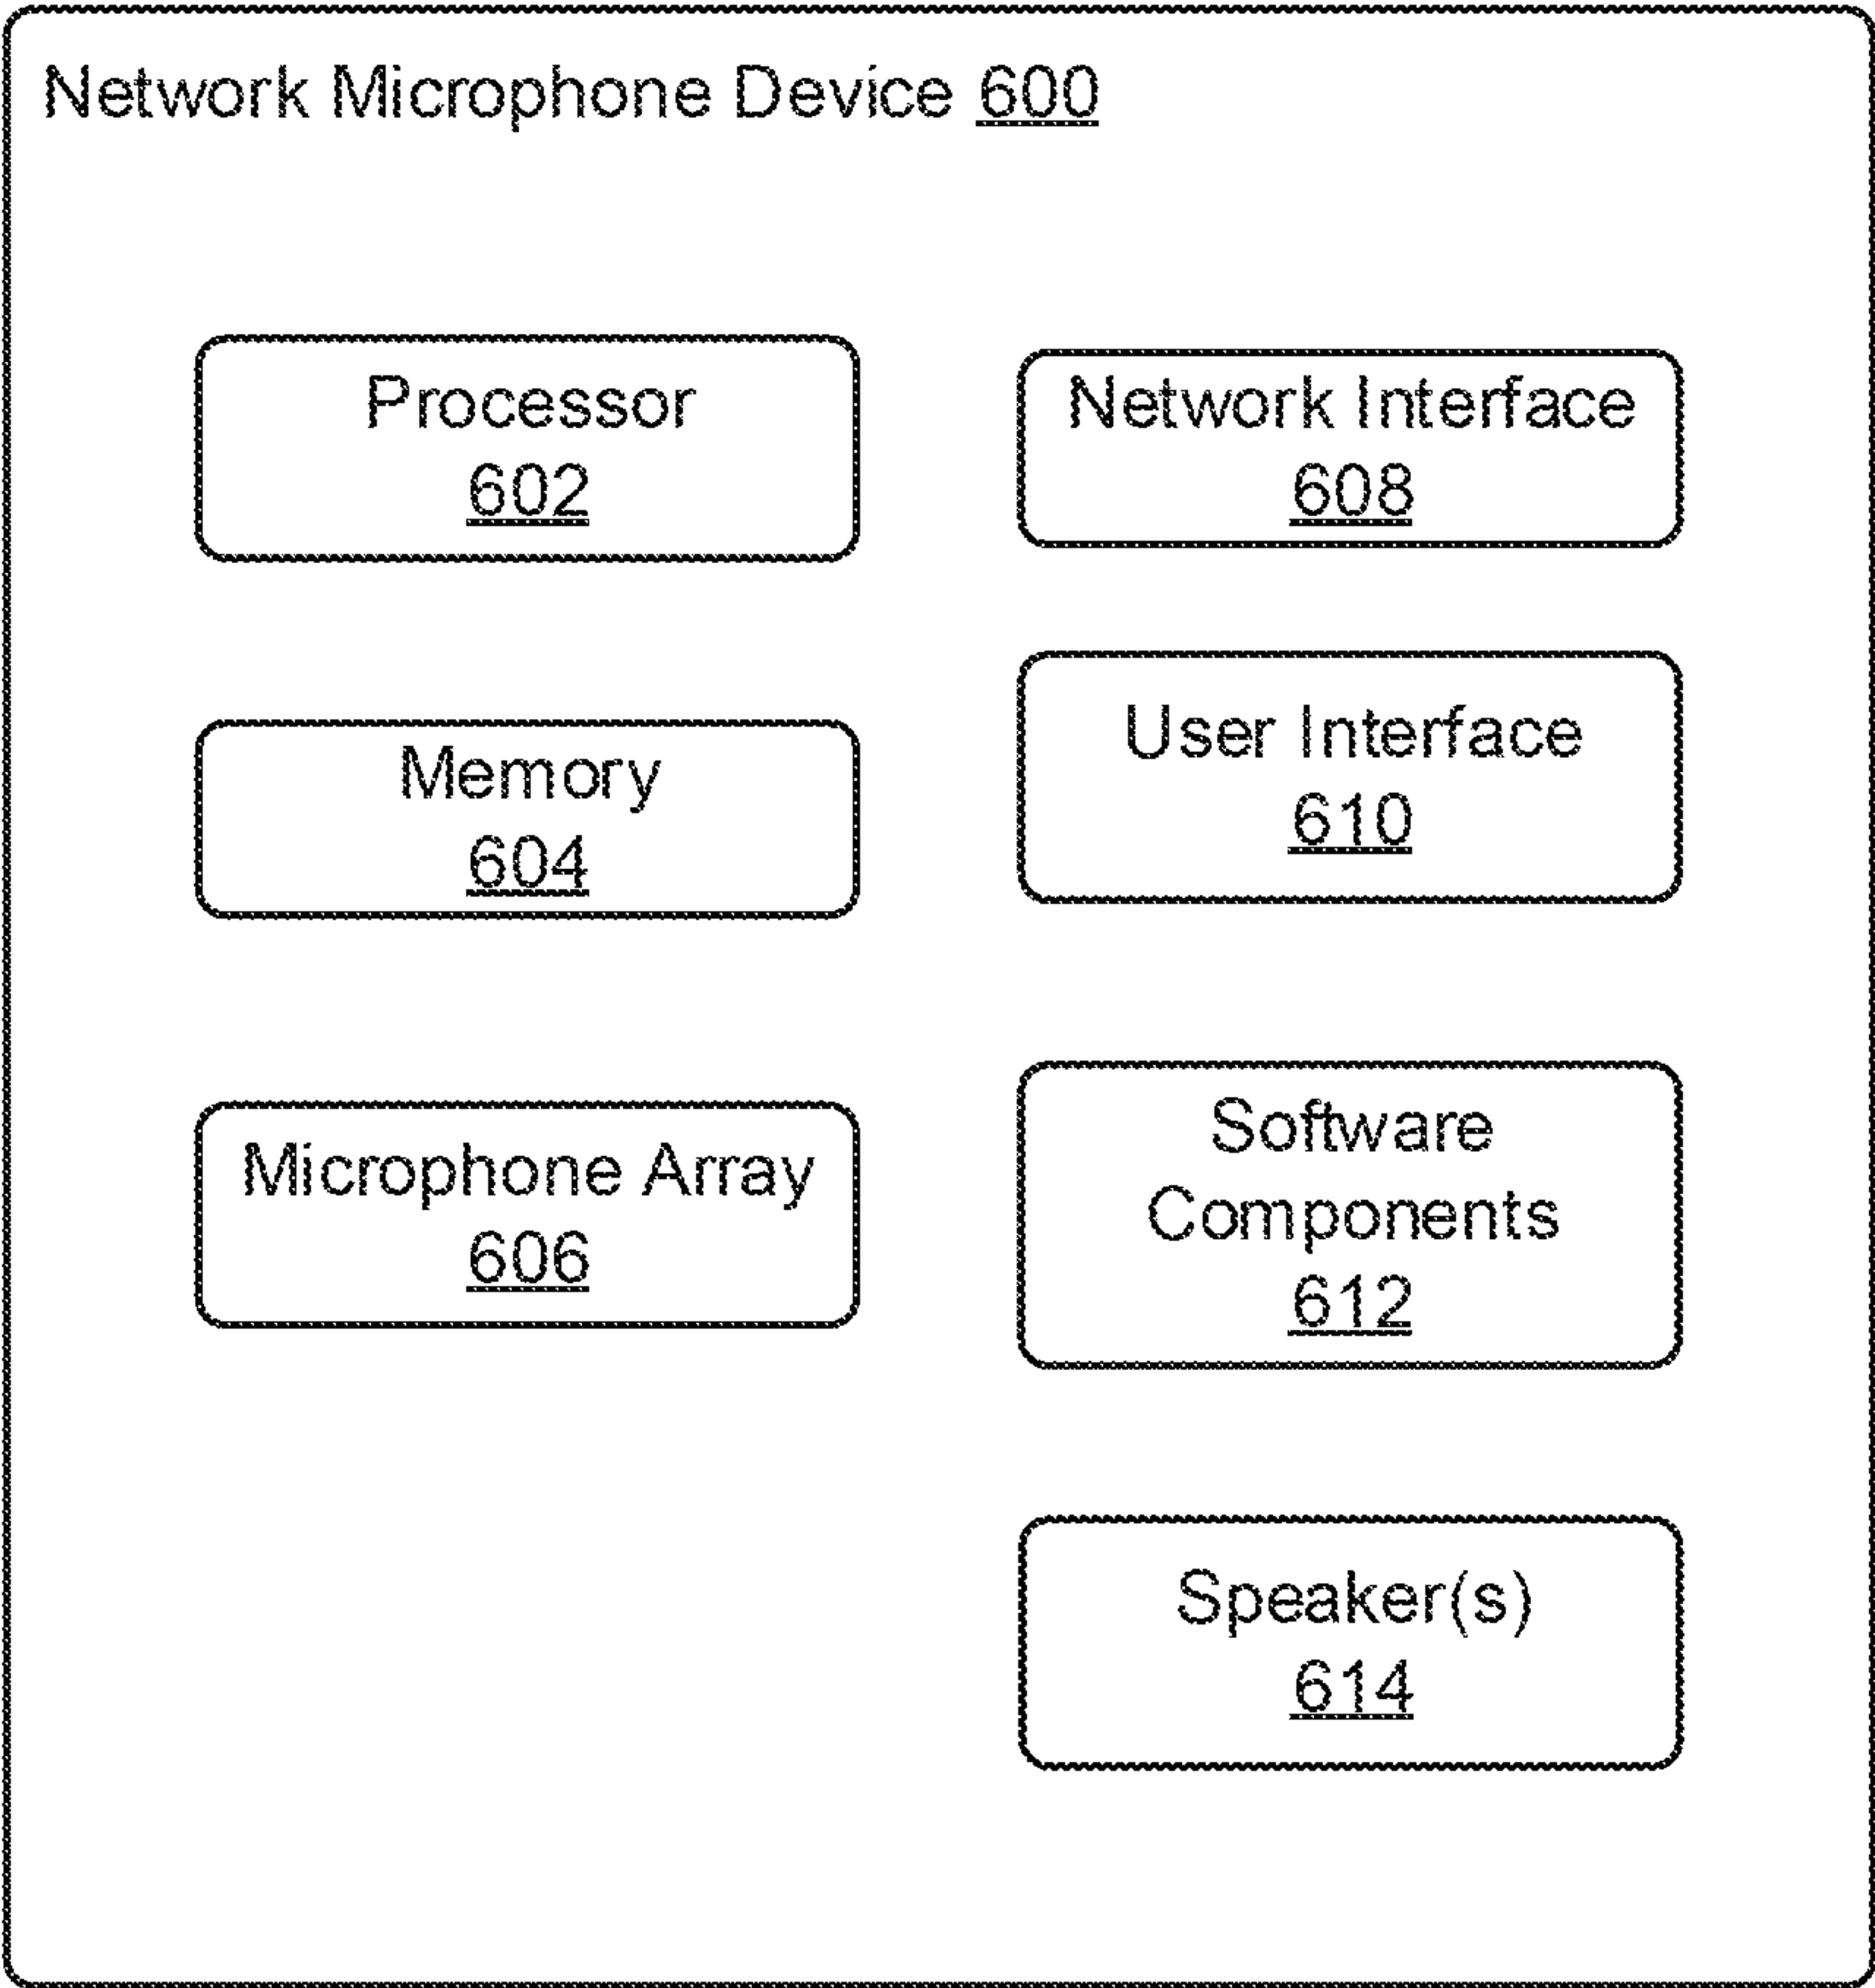 Network Microphone Device 600
Processor
602
Memory
604
Microphone Array
606
Network Interface
608
User Interface
610
Software
Components
612
Speaker(s)
614